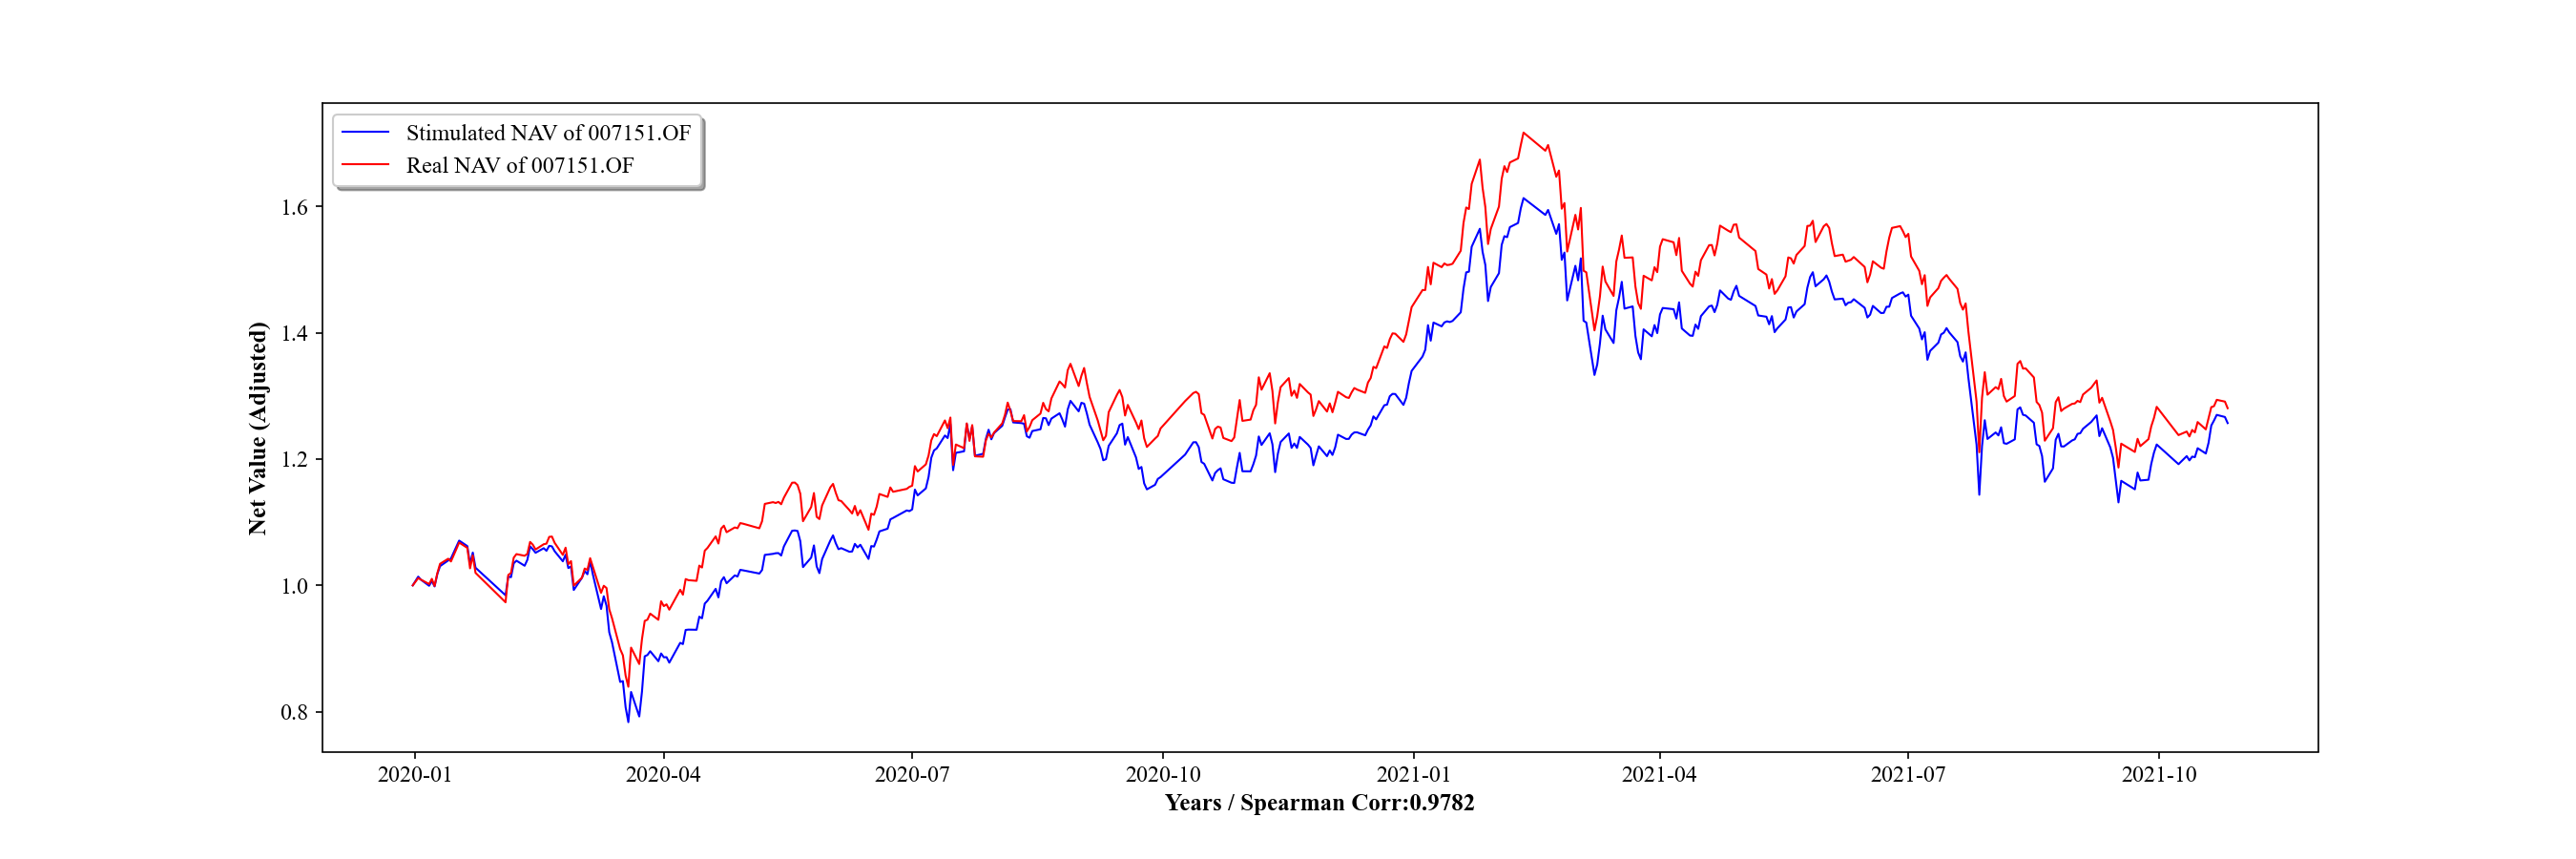 Stimulated NAV of 007151.OF
Real NAV of 007151.OF
Net Value (Adjusted)
1.6
1.4
1.2
1.0
0.8
2020-01 2020-04 2020-07 2020-10 2021-01 2021-04 2021-07 2021-10
Years / Spearman Corr:0.9782